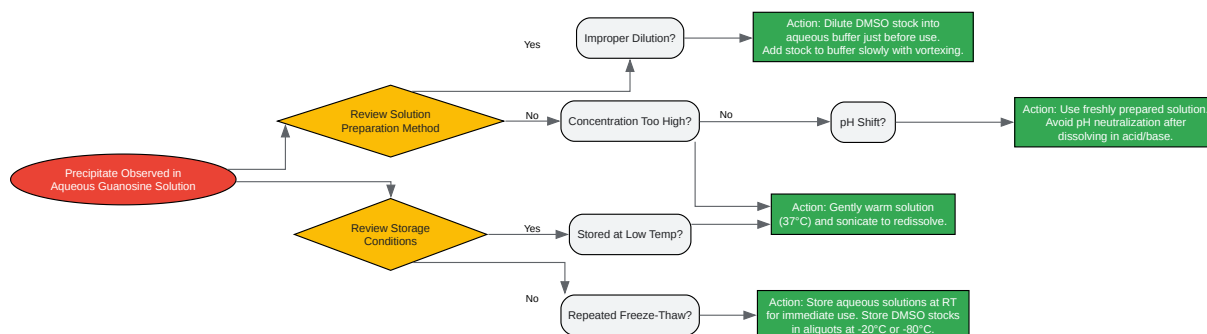 Precipitate Observed in
Aqueous Guanosine Solution
Review Solution
Preparation Method
Review Storage
Conditions
Yes
No
Yes
No
Improper Dilution?
Concentration Too High?
No
pH Shift?
Stored at Low Temp?
Repeated Freeze-Thaw?
Action: Dilute DMSO stock into
aqueous buffer just before use.
Add stock to buffer slowly with vortexing.
Action: Use freshly prepared solution.
Avoid pH neutralization after
dissolving in acid/base.
Action: Gently warm solution
(37°C) and sonicate to redissolve.
Action: Store aqueous solutions at RT
for immediate use. Store DMSO stocks
in aliquots at -20°C or -80°C.